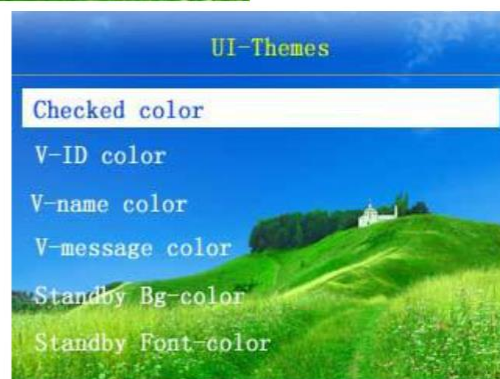 UI-Themes
Checked color
V-ID color
V-name color
V-message color
Standby Bg-color
Standby Font-color